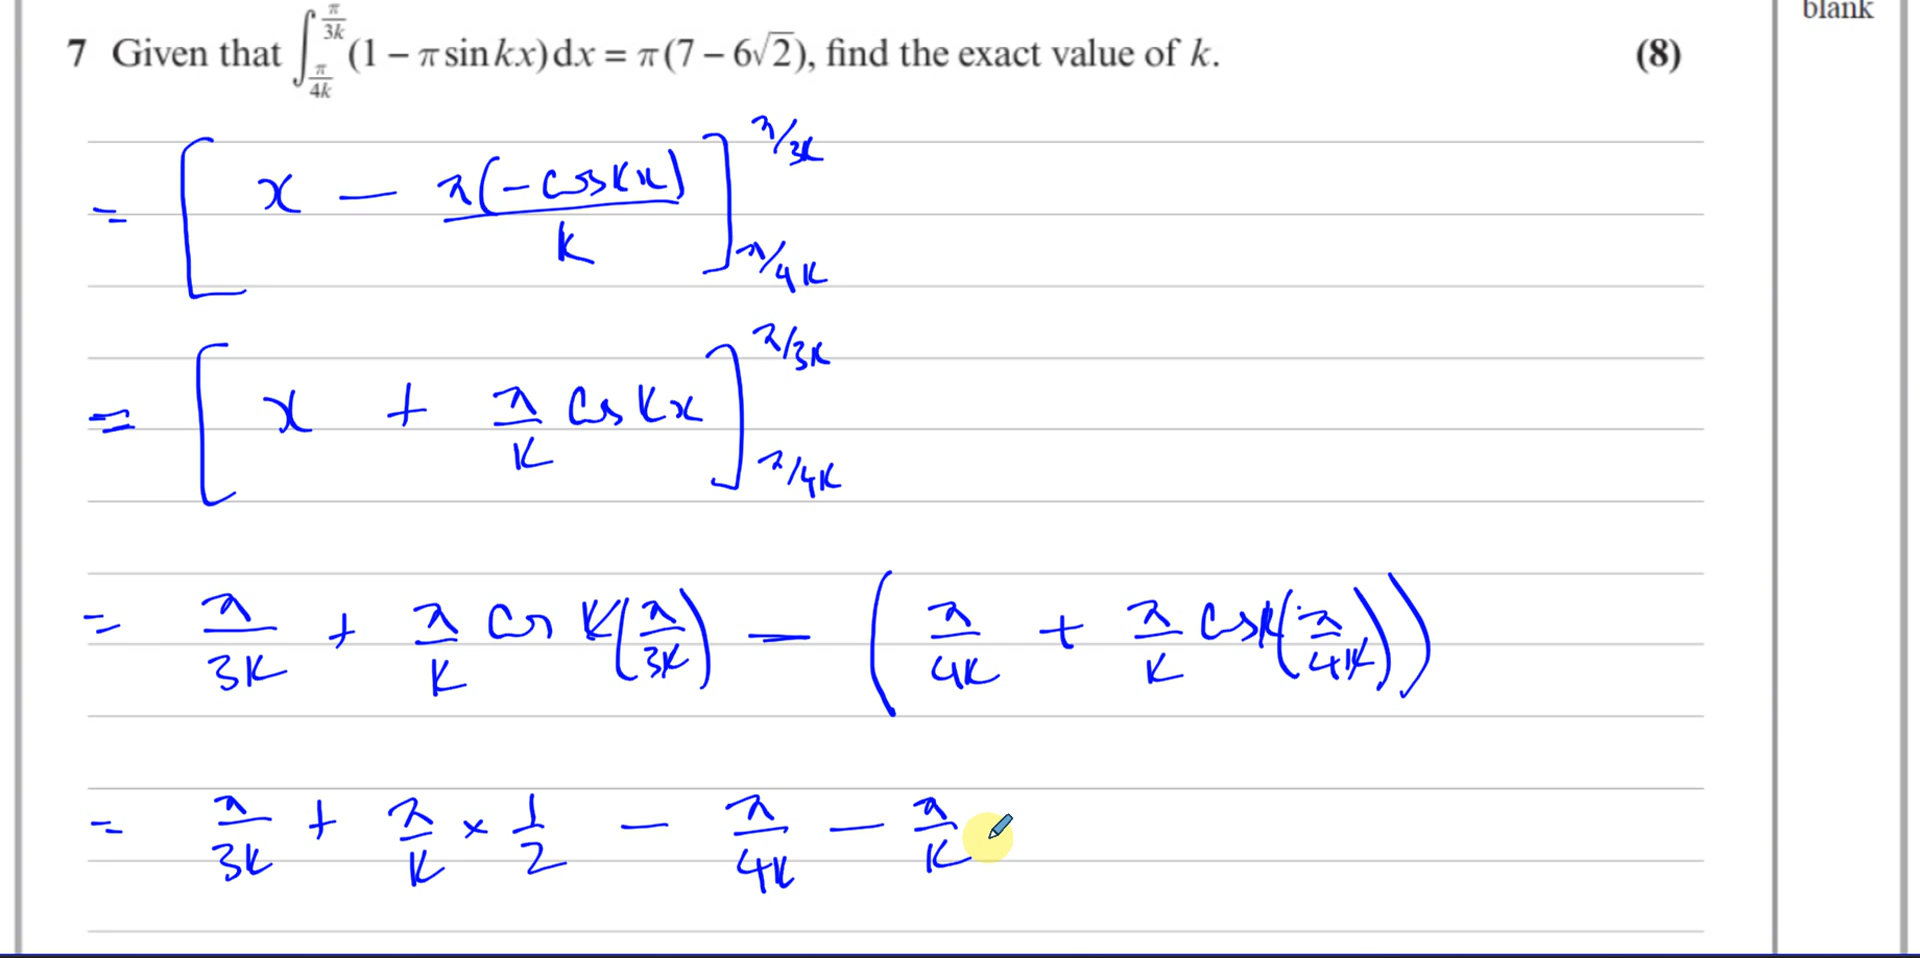 blank
7 Given that ∫_{π/4k}^{π/3k} (1 – π sin kx) dx = π(7 – 6√2), find the exact value of k. (8)
= [ x – π(–cos kx)/k ]_{π/4k}^{π/3k}
= [ x + π/k cos kx ]_{π/4k}^{π/3k}
= π/3k + π/k cos k(π/3k) – ( π/4k + π/k cos k(π/4k) )
= π/3k + π/k × 1/2 – π/4k – π/k